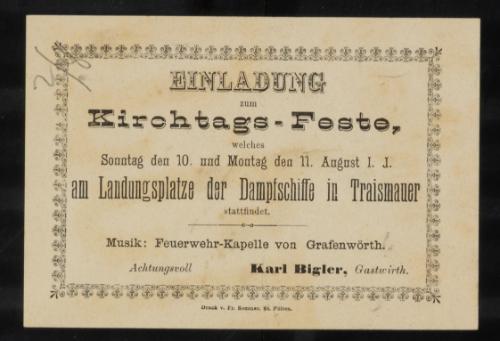 EINLADUNG
zum
Kirchtags-Feste,
welches
Sonntag den 10. und Montag den 11. August l. J.
am Landungsplatze der Dampfschiffe in Traismauer
stattfindet.
Musik: Feuerwehr-Kapelle von Grafenwörth.
Achtungsvoll Karl Bigler, Gastwirth.
Druck v. Fr. Sommer, St. Pölten.